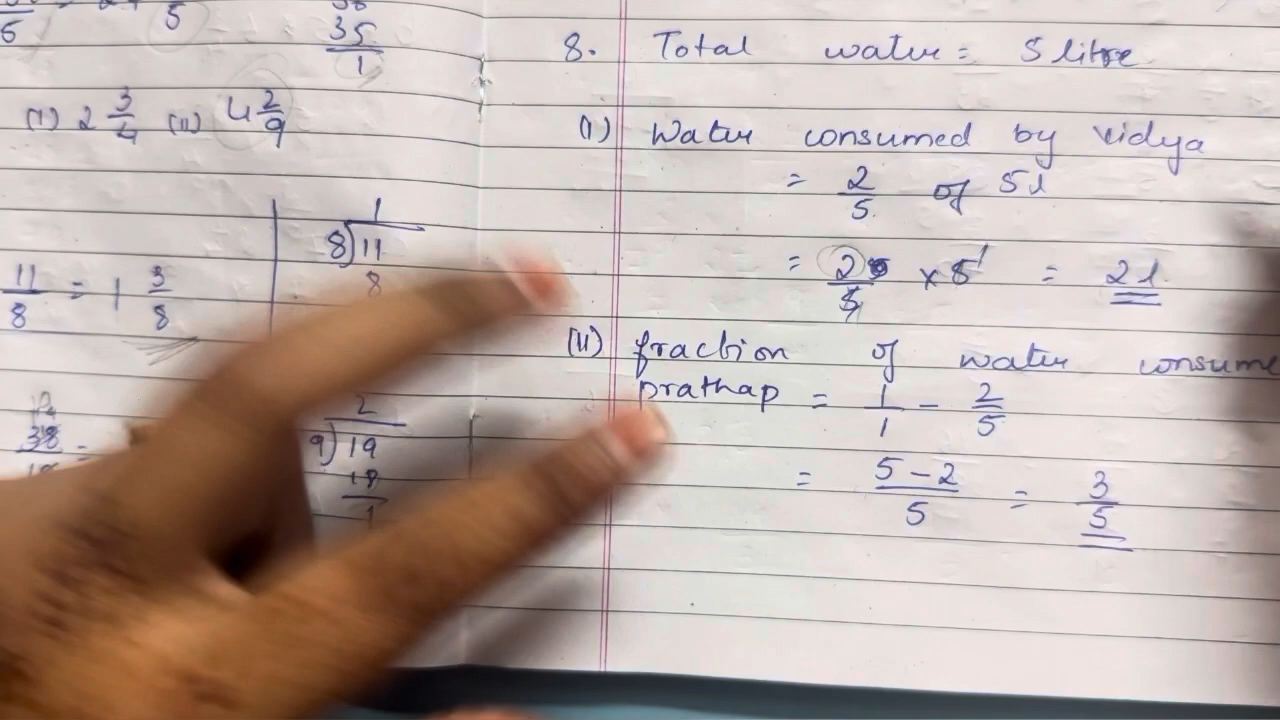 5
35
1
(I) 2 3/4 (II) 4 2/9
1
8) 11
8
11/8 = 1 3/8
2
9) 19
18
1
8. Total water = 5 litre
(I) Water consumed by vidya
= 2/5 of 5l
= 2/5 × 5 1 = 2l
(II) fraction of water consume
prathap = 1/1 - 2/5
= 5-2/5 = 3/5